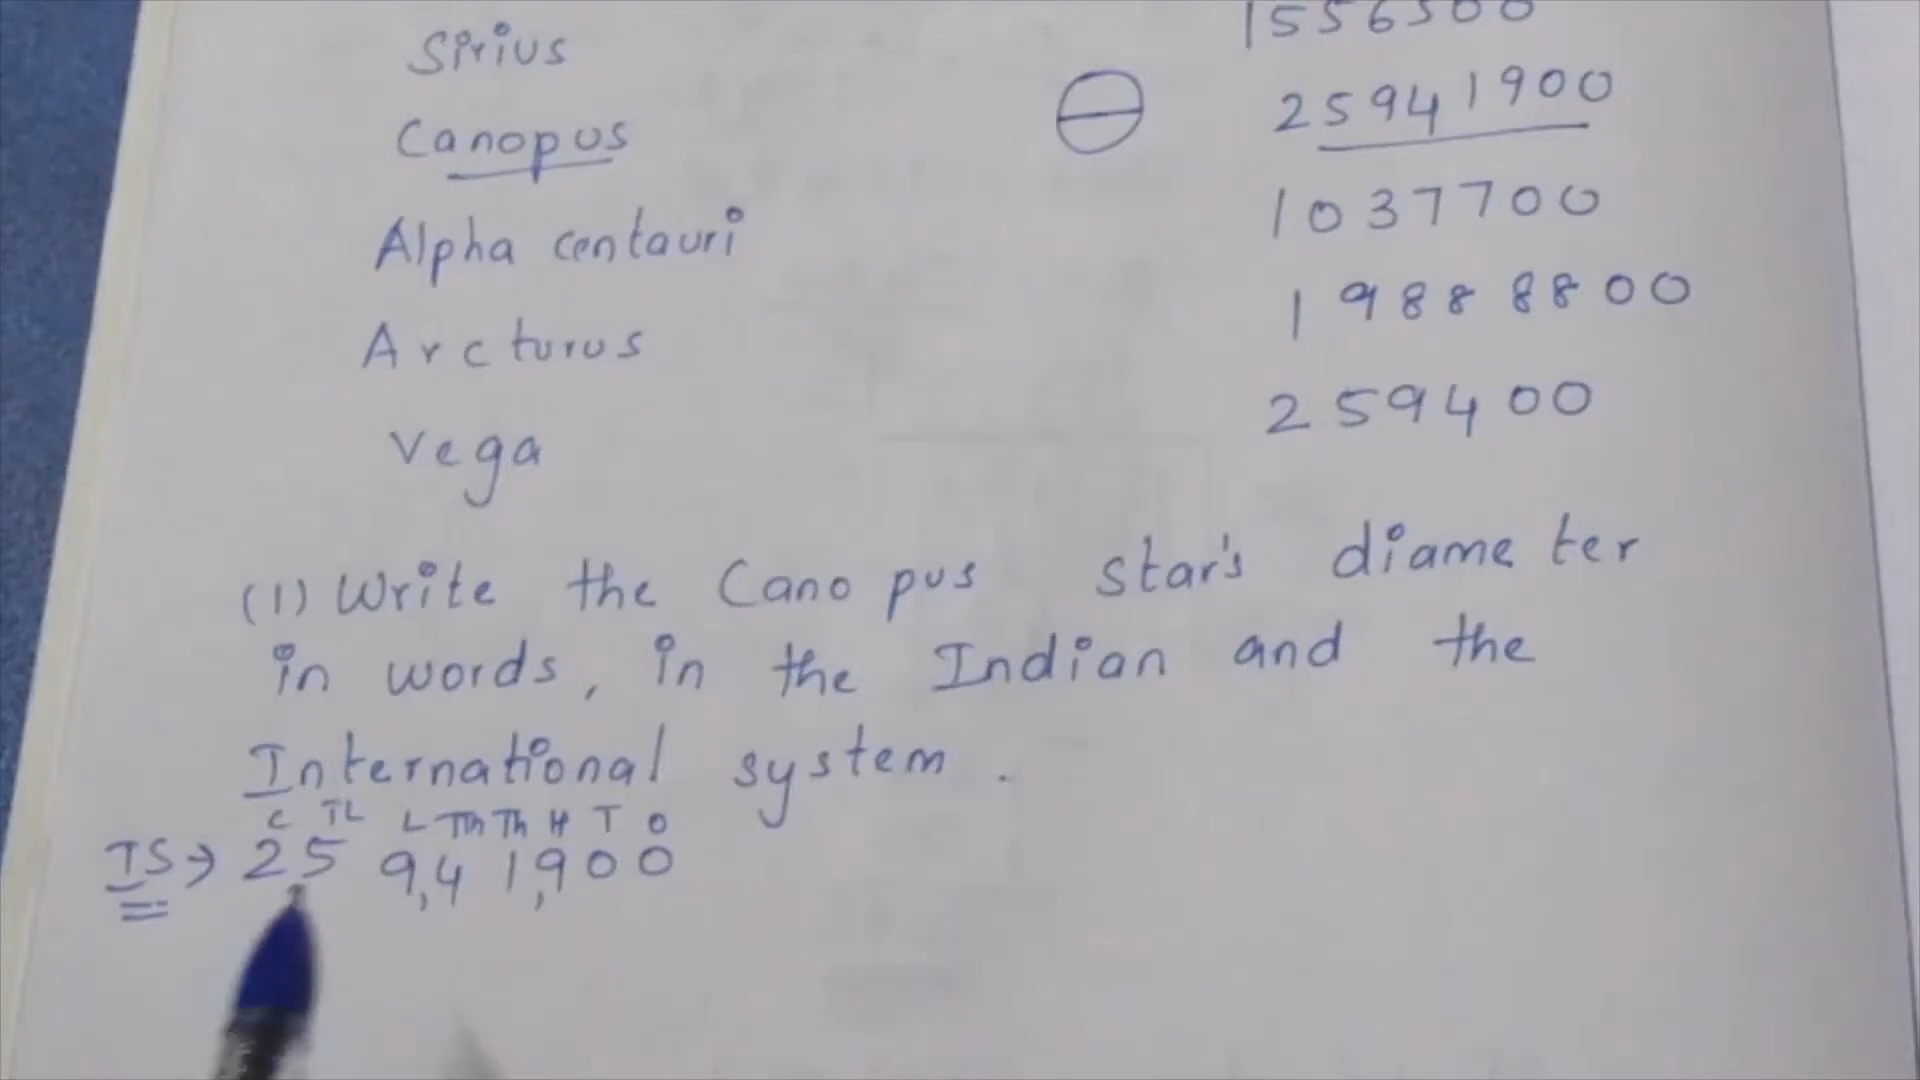 Sirius 1556300
Canopus ⊖ 25941900
Alpha centauri 1037700
Arcturus 19888800
Vega 259400
(1) Write the Canopus star's diameter
in words, in the Indian and the
International system.
C TL L TTh Th H T O
IS → 25 9,4 1,900